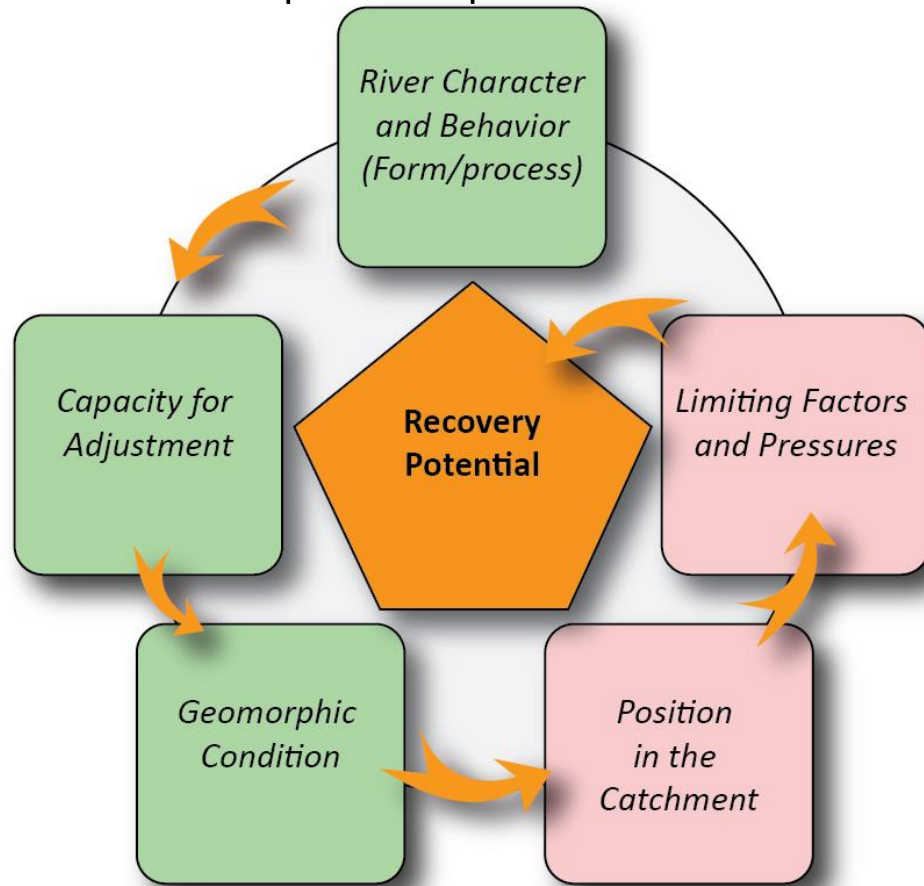 River Character
and Behavior
(Form/process)
Capacity for
Adjustment
Recovery
Potential
Limiting Factors
and Pressures
Geomorphic
Condition
Position
in the
Catchment